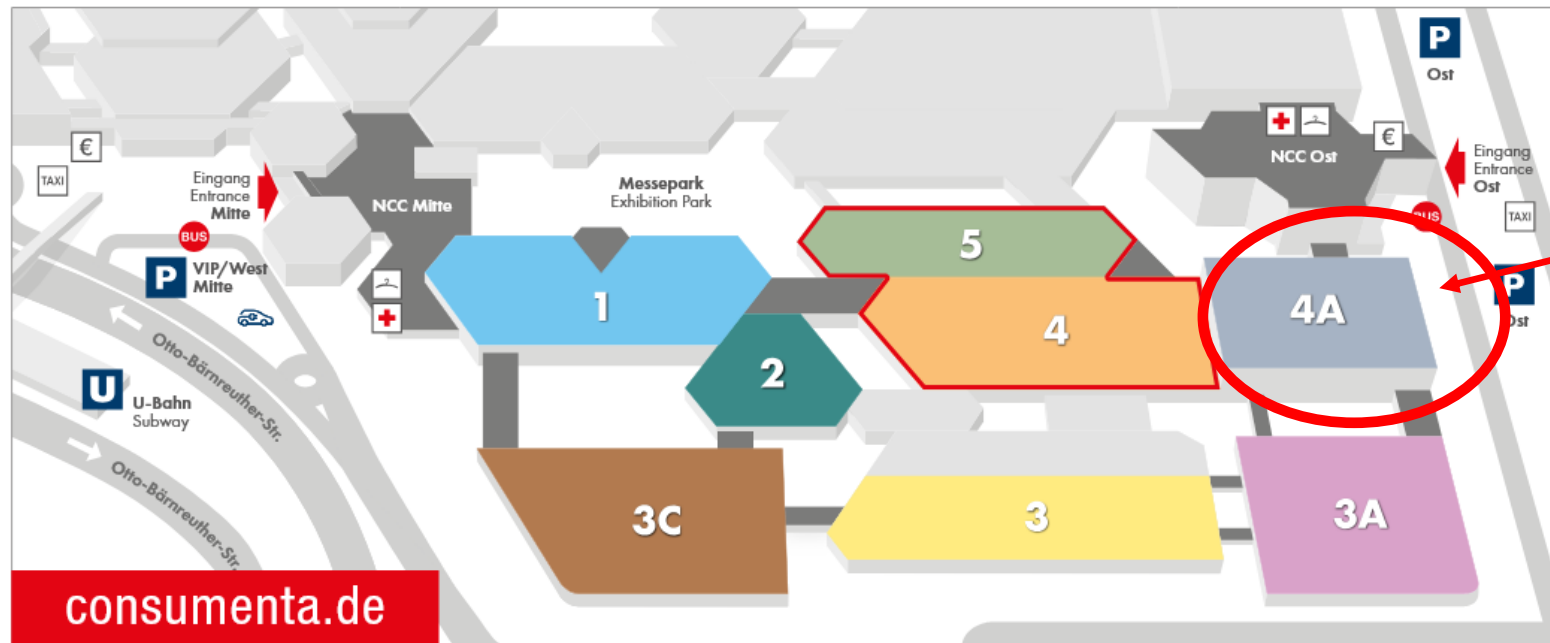 P
Ost
€
TAXI
Eingang
Entrance
Mitte
NCC Mitte
Messepark
Exhibition Park
NCC Ost
€
Eingang
Entrance
Ost
BUS
TAXI
BUS
P
VIP/West
Mitte
5
1
4
4A
P
Ost
2
U
U-Bahn
Subway
Otto-Bärnreuther-Str.
Otto-Bärnreuther-Str.
3C
3
3A
consumenta.de